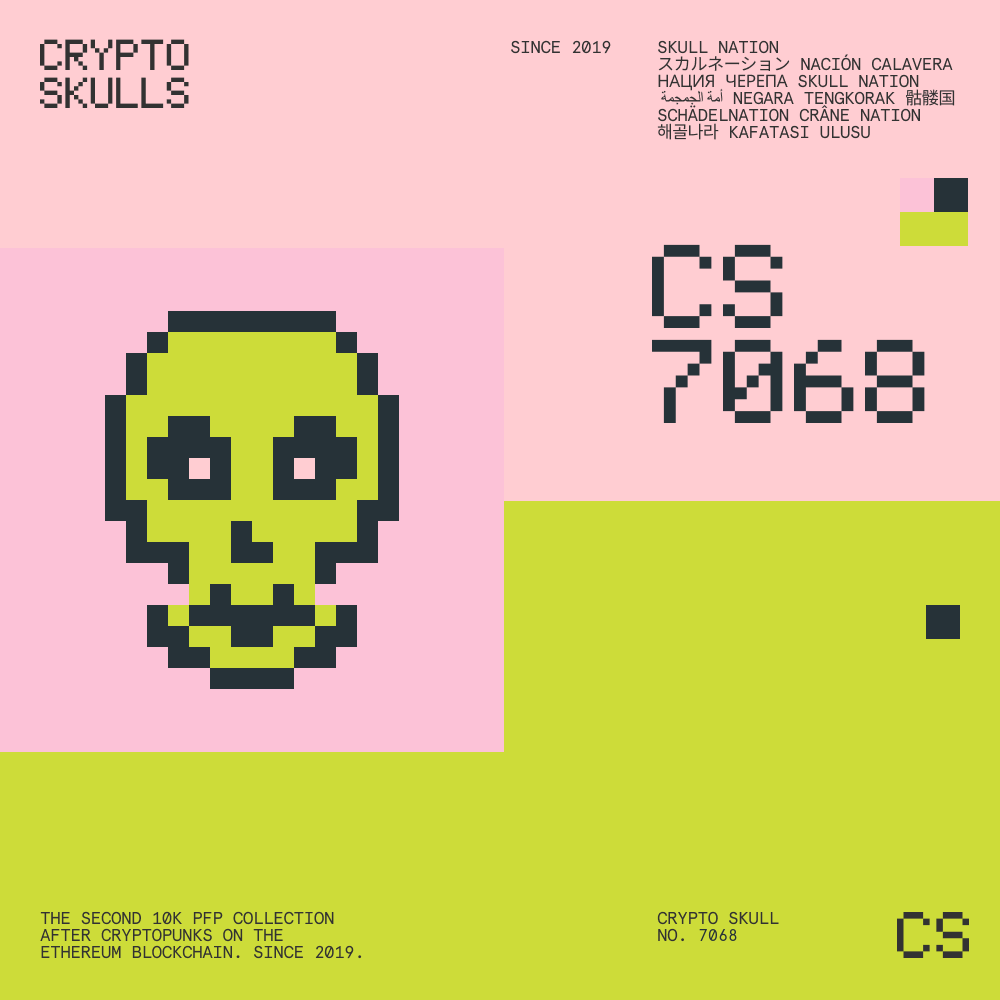 CRYPTO
SKULLS
SINCE 2019
SKULL NATION
スカルネーション NACIÓN CALAVERA
НАЦИЯ ЧЕРЕПА SKULL NATION
أمة الجمجمة NEGARA TENGKORAK 骷髅国
SCHÄDELNATION CRÂNE NATION
해골나라 KAFATASI ULUSU
CS
7068
THE SECOND 10K PFP COLLECTION
AFTER CRYPTOPUNKS ON THE
ETHEREUM BLOCKCHAIN. SINCE 2019.
CRYPTO SKULL
NO. 7068
CS